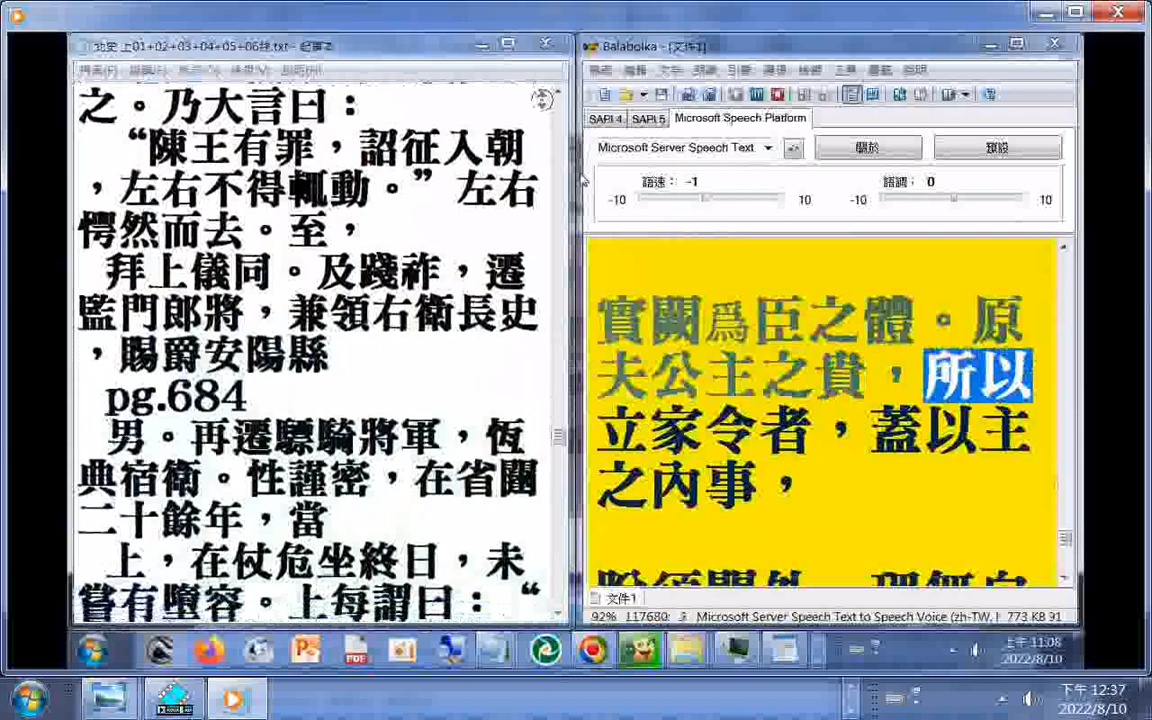 Balabolka - [文件1]
之。乃大言曰：
“陳王有罪，詔征入朝
，左右不得輒動。”左右
愕然而去。至，
拜上儀同。及踐祚，遷
監門郎將，兼領右衛長史
，賜爵安陽縣
pg.684
男。再遷驃騎將軍，恆
典宿衛。性謹密，在省闥
二十餘年，當
上，在仗危坐終日，未
嘗有墮容。上每謂曰：“
SAPI 4 SAPI 5 Microsoft Speech Platform
Microsoft Server Speech Text 關於 預設
語速： -1 語調： 0
-10 10 -10 10
實闕爲臣之體。原
夫公主之貴，所以
立家令者，蓋以主
之內事，
文件1
92% 117680: Microsoft Server Speech Text to Speech Voice (zh-TW, 773 KB 91
上午 11:08
2022/8/10
下午 12:37
2022/8/10